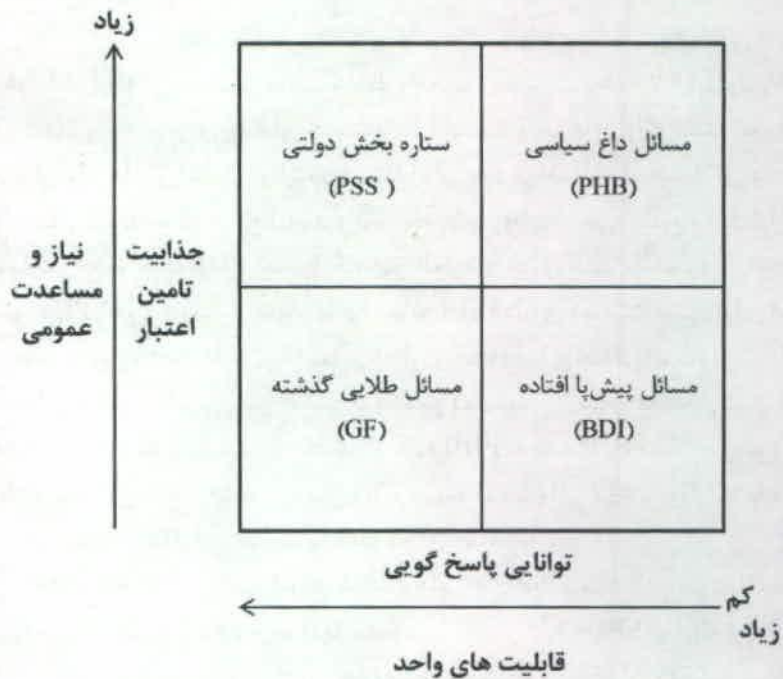 زیاد
مسائل داغ سیاسی
(PHB)
ستاره بخش دولتی
(PSS )
جذابیت
تامین
اعتبار
نیاز و
مساعدت
عمومی
مسائل پیش‌پا افتاده
(BDI)
مسائل طلایی گذشته
(GF)
توانایی پاسخ گویی
کم
زیاد
قابلیت های واحد